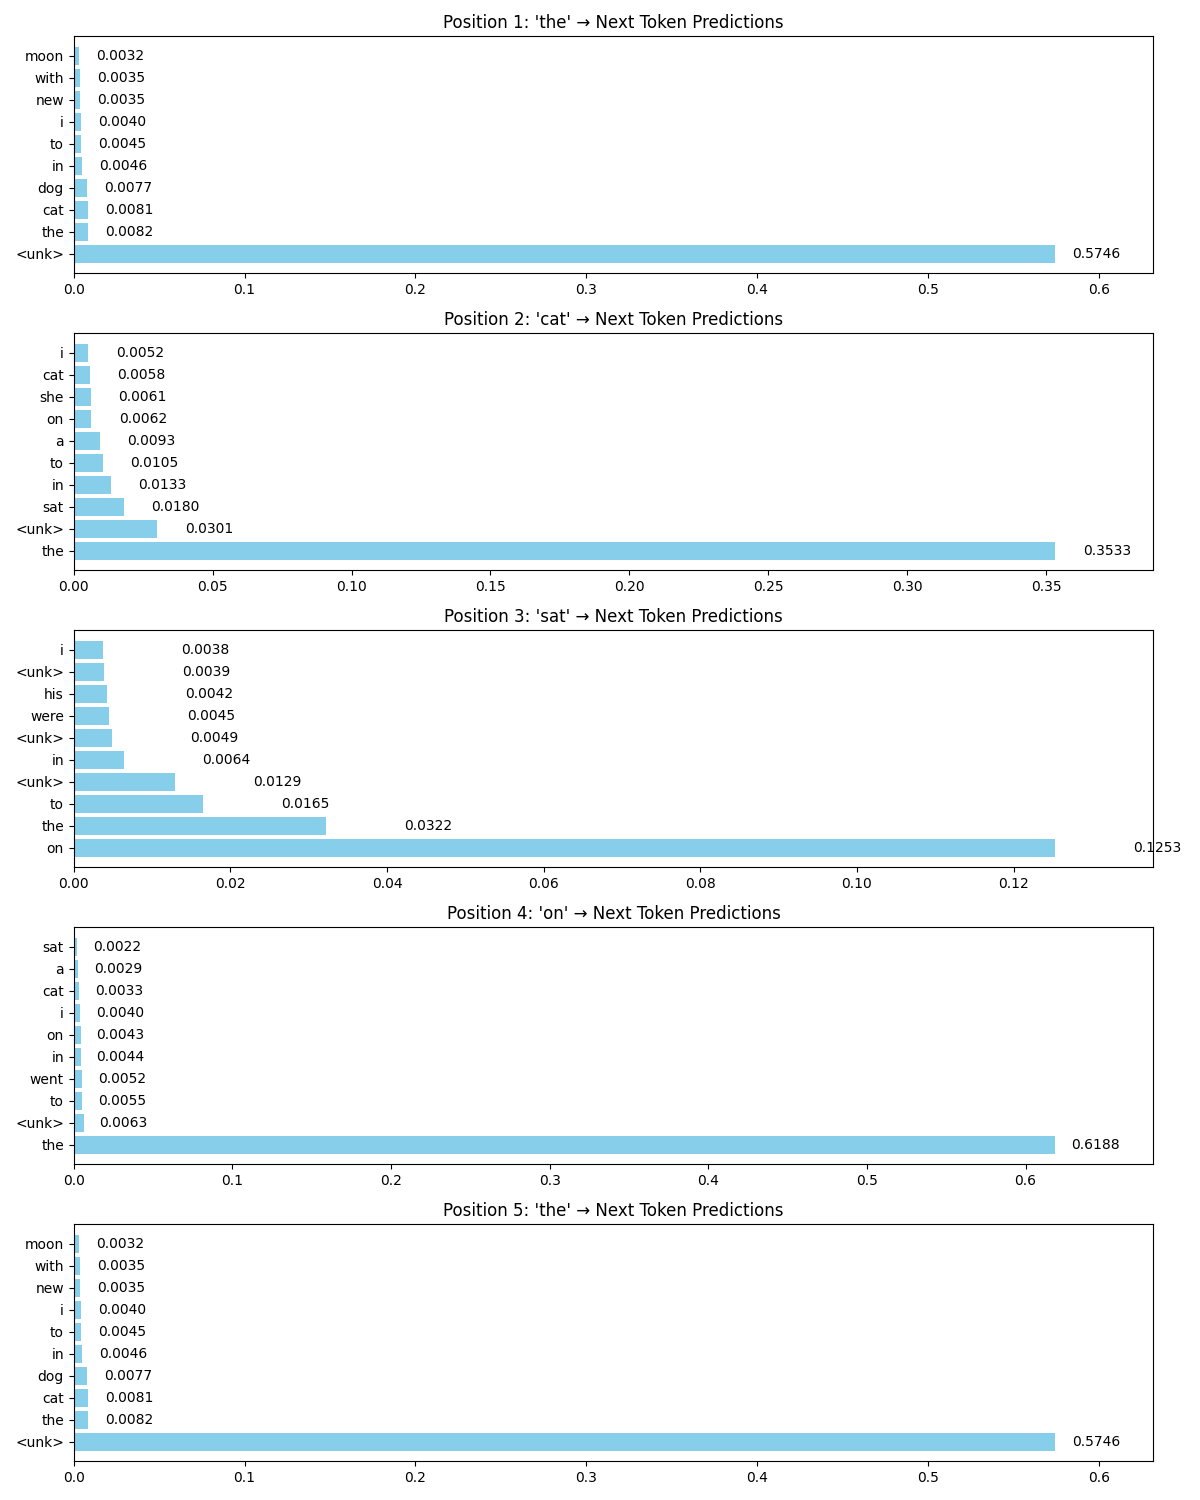 Position 1: 'the' → Next Token Predictions
moon 0.0032
with 0.0035
new 0.0035
i 0.0040
to 0.0045
in 0.0046
dog 0.0077
cat 0.0081
the 0.0082
<unk> 0.5746
0.0 0.1 0.2 0.3 0.4 0.5 0.6
Position 2: 'cat' → Next Token Predictions
i 0.0052
cat 0.0058
she 0.0061
on 0.0062
a 0.0093
to 0.0105
in 0.0133
sat 0.0180
<unk> 0.0301
the 0.3533
0.00 0.05 0.10 0.15 0.20 0.25 0.30 0.35
Position 3: 'sat' → Next Token Predictions
i 0.0038
<unk> 0.0039
his 0.0042
were 0.0045
<unk> 0.0049
in 0.0064
<unk> 0.0129
to 0.0165
the 0.0322
on 0.1253
0.00 0.02 0.04 0.06 0.08 0.10 0.12
Position 4: 'on' → Next Token Predictions
sat 0.0022
a 0.0029
cat 0.0033
i 0.0040
on 0.0043
in 0.0044
went 0.0052
to 0.0055
<unk> 0.0063
the 0.6188
0.0 0.1 0.2 0.3 0.4 0.5 0.6
Position 5: 'the' → Next Token Predictions
moon 0.0032
with 0.0035
new 0.0035
i 0.0040
to 0.0045
in 0.0046
dog 0.0077
cat 0.0081
the 0.0082
<unk> 0.5746
0.0 0.1 0.2 0.3 0.4 0.5 0.6